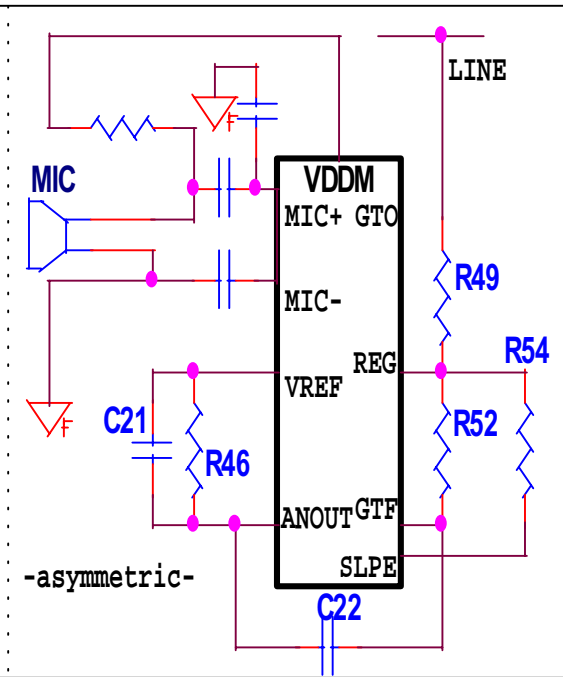 LINE
MIC
VDDM
MIC+ GTO
F
R49
MIC-
REG
R54
VREF
C21
R52
F
R46
ANOUT GTF
SLPE
-asymmetric-
C22